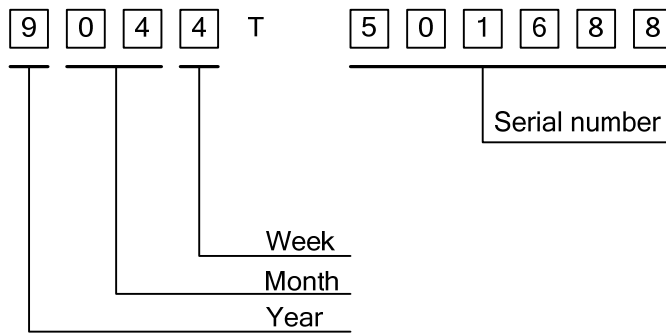 9 0 4 4 T 5 0 1 6 8 8
Serial number
Week
Month
Year